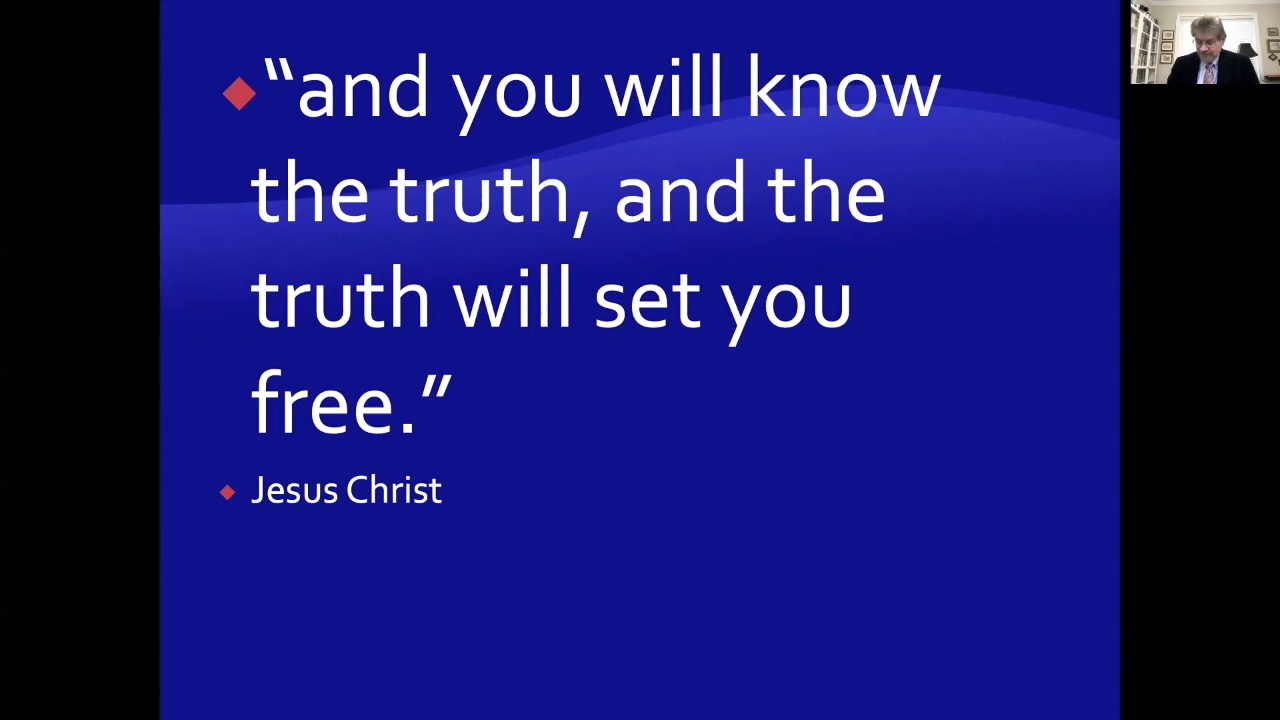 “and you will know
the truth, and the
truth will set you
free.”
Jesus Christ